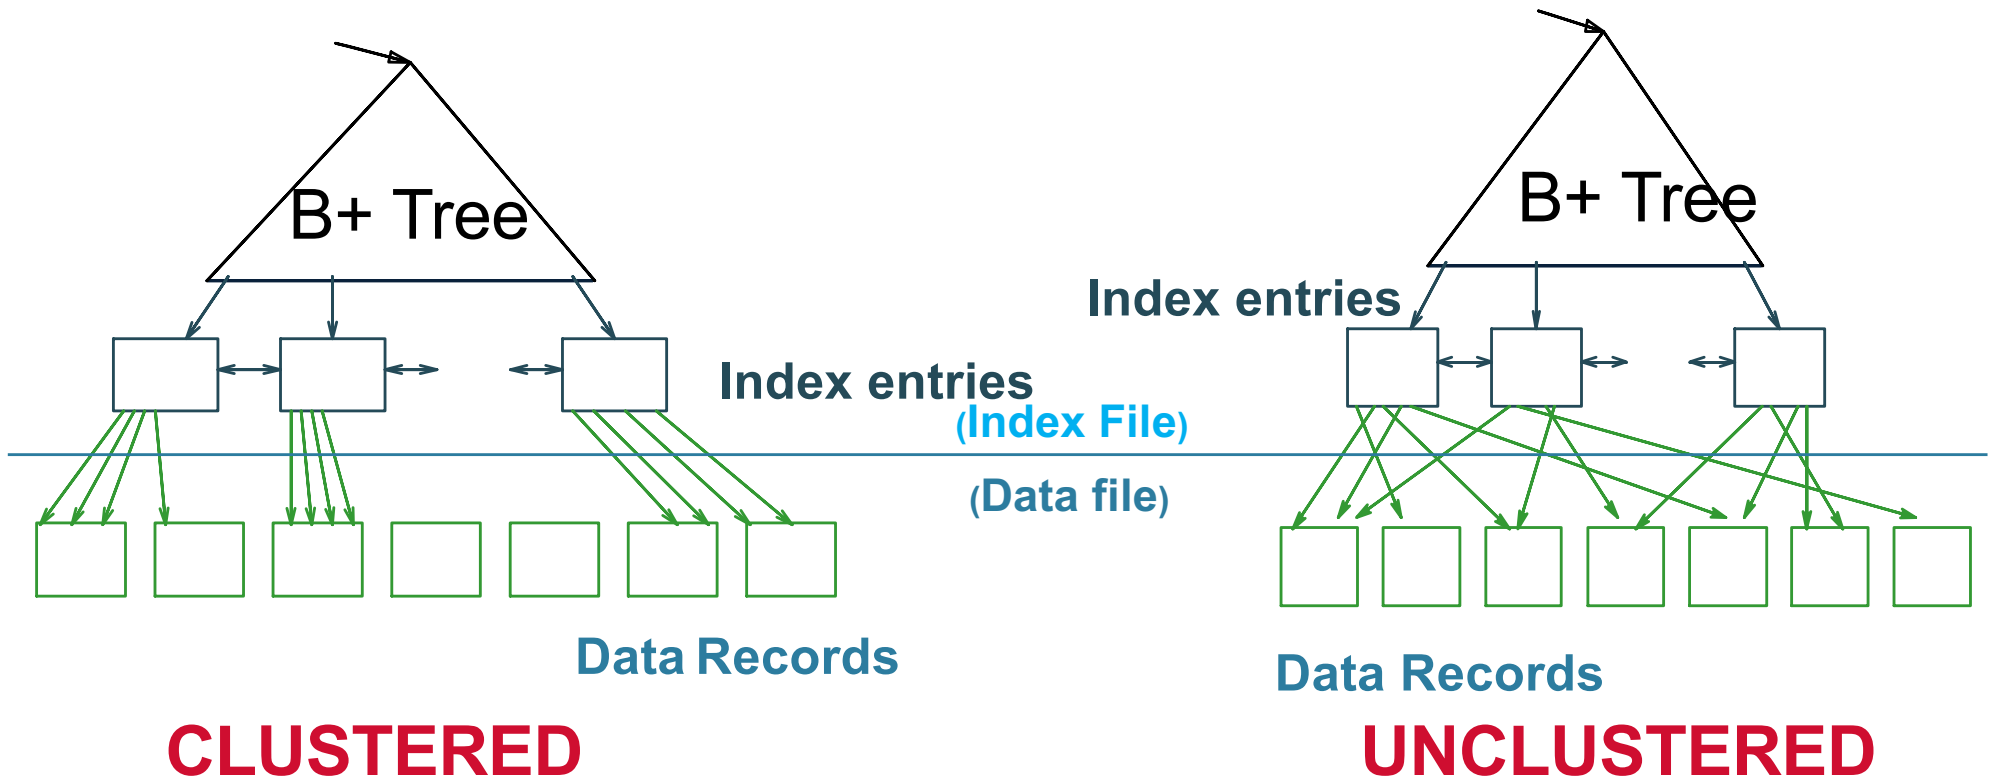 B+ Tree
B+ Tree
Index entries
Index entries
(Index File)
(Data file)
Data Records
Data Records
CLUSTERED
UNCLUSTERED